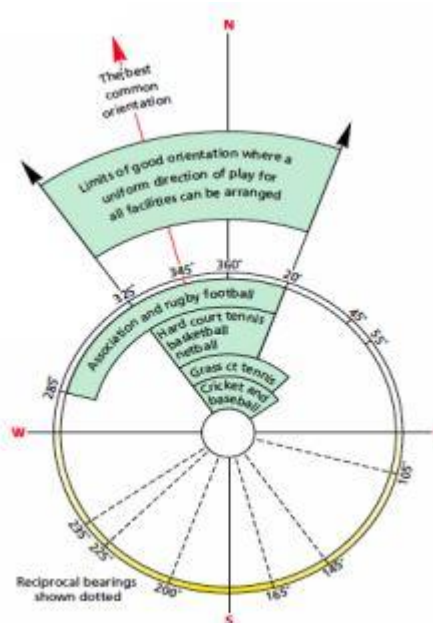 N
The best
common
orientation
Limits of good orientation where a
uniform direction of play for
all facilities can be arranged
325°
345°
360°
20°
45°
55°
Association and rugby football
Hard court tennis
basketball
netball
Grass ct tennis
Cricket and
baseball
285°
W
105°
235°
225°
200°
165°
145°
Reciprocal bearings
shown dotted
S